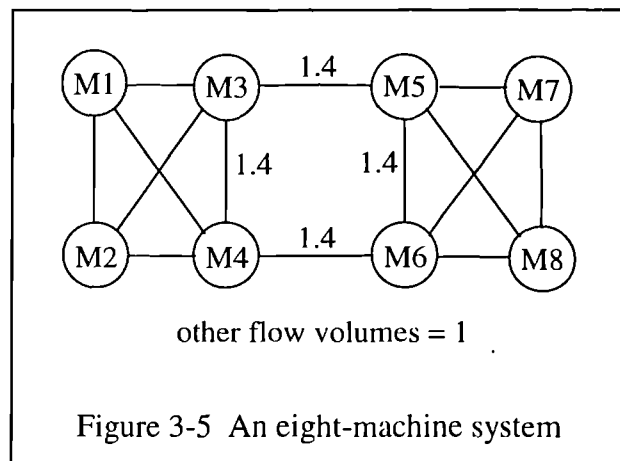 M1 M3 1.4 M5 M7
1.4 1.4
M2 M4 1.4 M6 M8
other flow volumes = 1
Figure 3-5 An eight-machine system